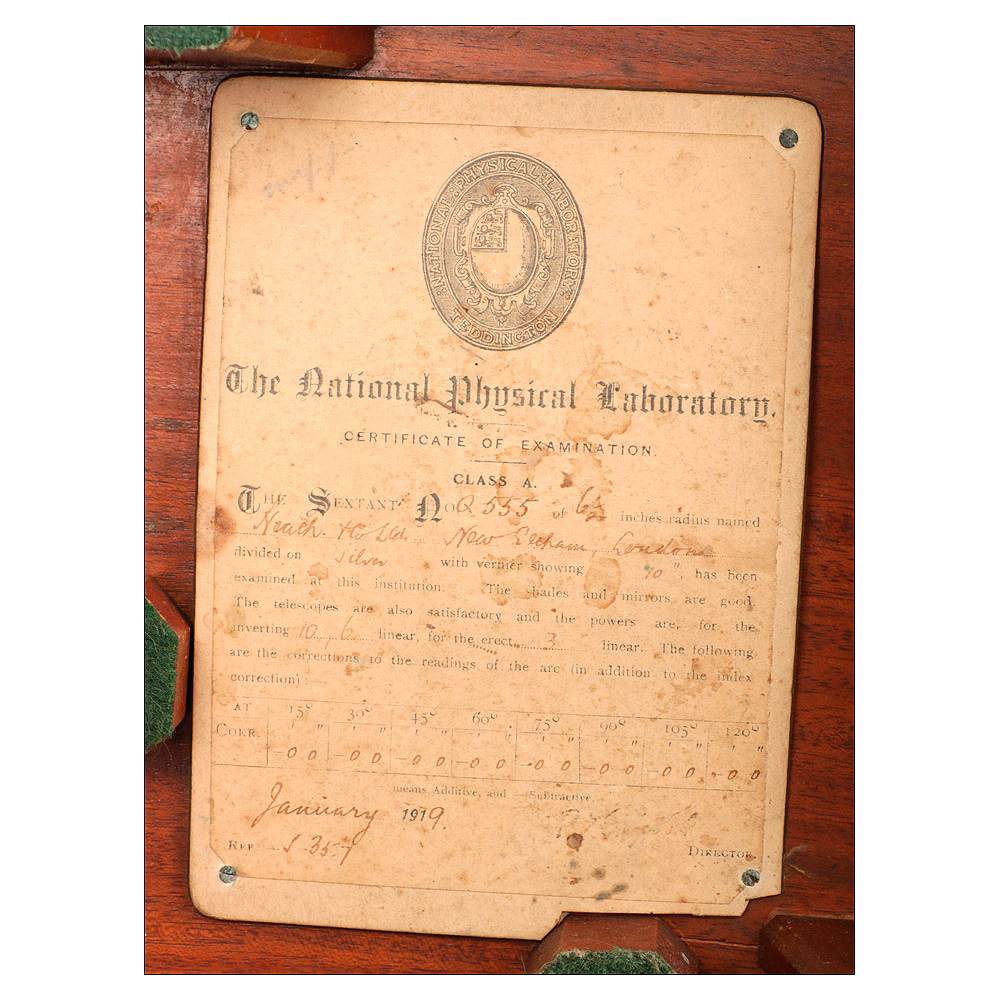 NATIONAL PHYSICAL LABORATORY
TEDDINGTON
The National Physical Laboratory.
CERTIFICATE OF EXAMINATION.
CLASS A.
THE SEXTANT No Q 555 of 6½ inches radius named
Heath & Co Ltd., New Eltham, London
divided on silver with vernier showing 10", has been
examined at this institution. The shades and mirrors are good.
The telescopes are also satisfactory and the powers are, for the
inverting 10 6 linear, for the erect 3 linear. The following
are the corrections to the readings of the arc (in addition to the index
correction) :—
AT 15° 30° 45° 60° 75° 90° 105° 120°
' " ' " ' " ' " ' " ' " ' " ' "
CORR. -0 0 -0 0 -0 0 -0 0 -0 0 -0 0 -0 0 -0 0
means Additive, and — Subtractive.
January 1919.
REF — S 357
DIRECTOR.